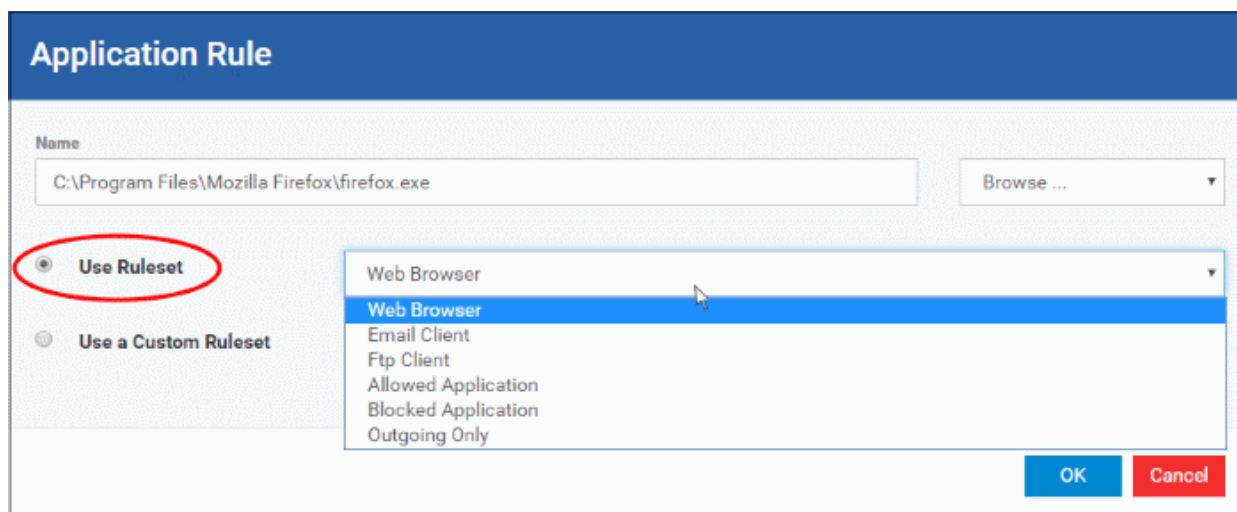 Application Rule
Name
C:\Program Files\Mozilla Firefox\firefox.exe
Browse ...
Use Ruleset
Web Browser
Web Browser
Email Client
Ftp Client
Allowed Application
Blocked Application
Outgoing Only
Use a Custom Ruleset
OK
Cancel